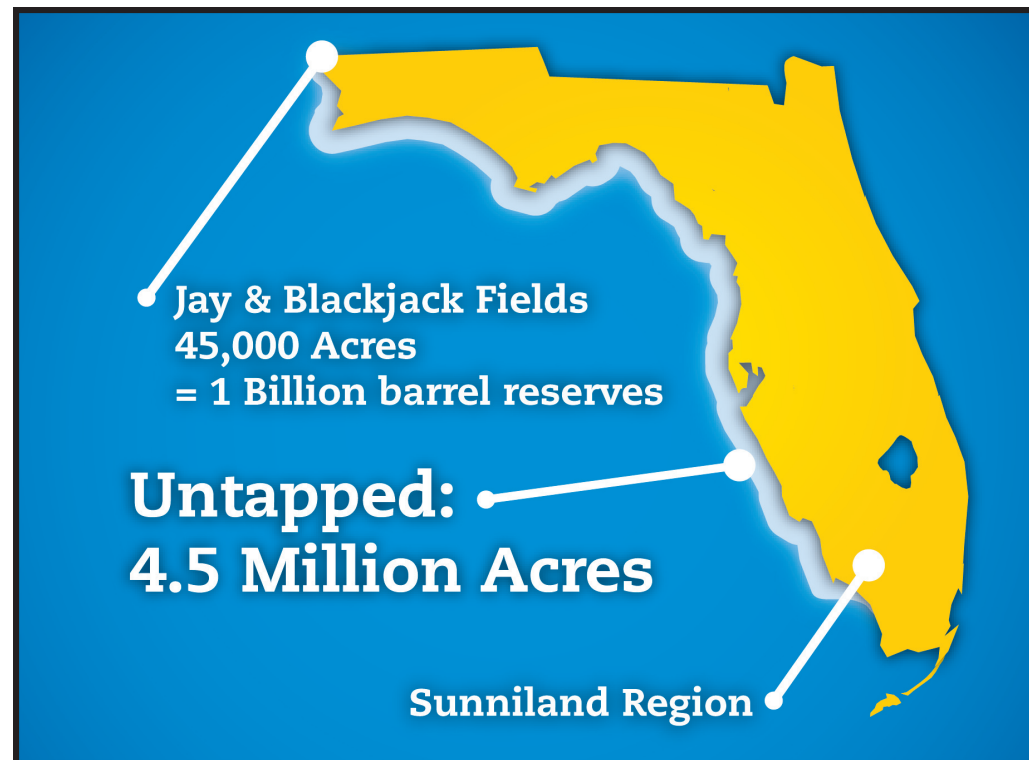 Jay & Blackjack Fields
45,000 Acres
= 1 Billion barrel reserves
Untapped:
4.5 Million Acres
Sunniland Region